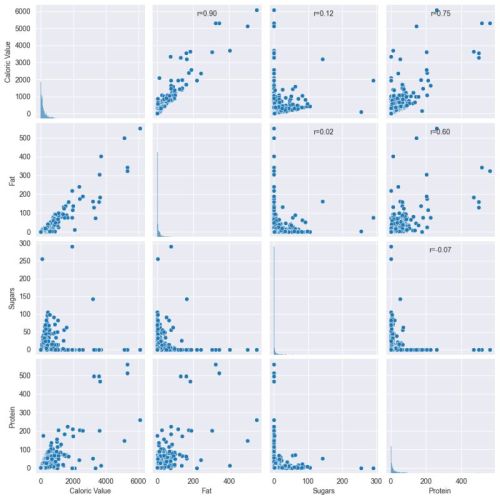 r=0.90
r=0.12
r=0.75
6000
5000
4000
3000
2000
1000
0
Caloric Value
r=0.02
r=0.60
500
400
300
200
100
0
Fat
r=-0.07
300
250
200
150
100
50
0
Sugars
500
400
300
200
100
0
Protein
0 2000 4000 6000
0 200 400
0 100 200 300
0 200 400
Caloric Value
Fat
Sugars
Protein